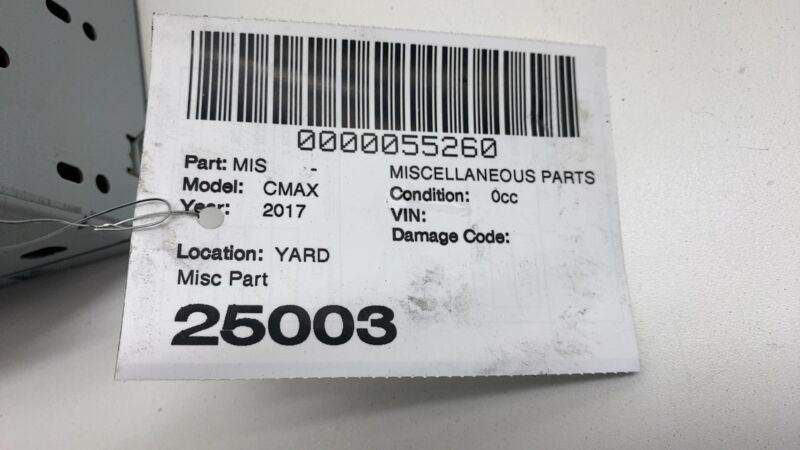 0000055260
Part: MIS -
MISCELLANEOUS PARTS
Model: CMAX
Condition: 0cc
Year: 2017
VIN:
Damage Code:
Location: YARD
Misc Part
25003